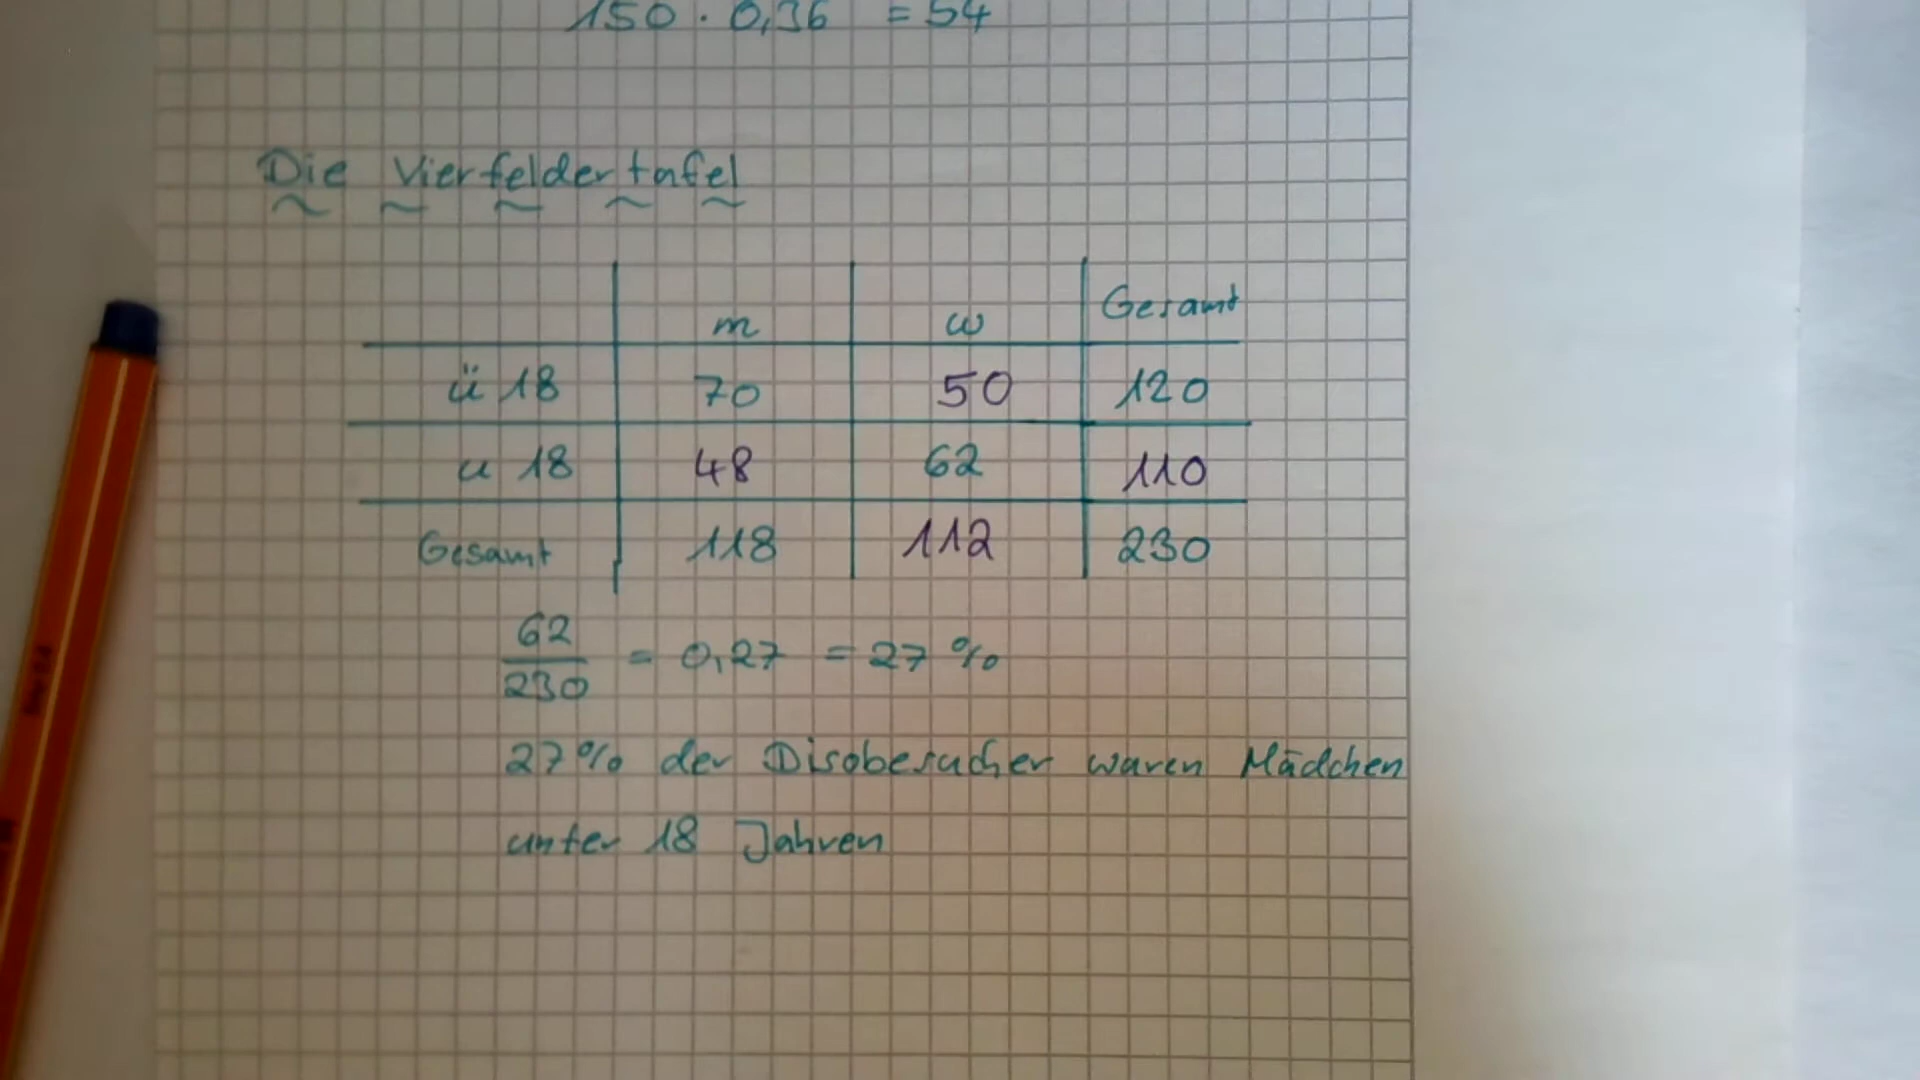 150 · 0,36 = 54
Die Vierfeldertafel
m w Gesamt
ü 18 70 50 120
u 18 48 62 110
Gesamt 118 112 230
62/230 = 0,27 = 27 %
27% der Disobesucher waren Mädchen
unter 18 Jahren